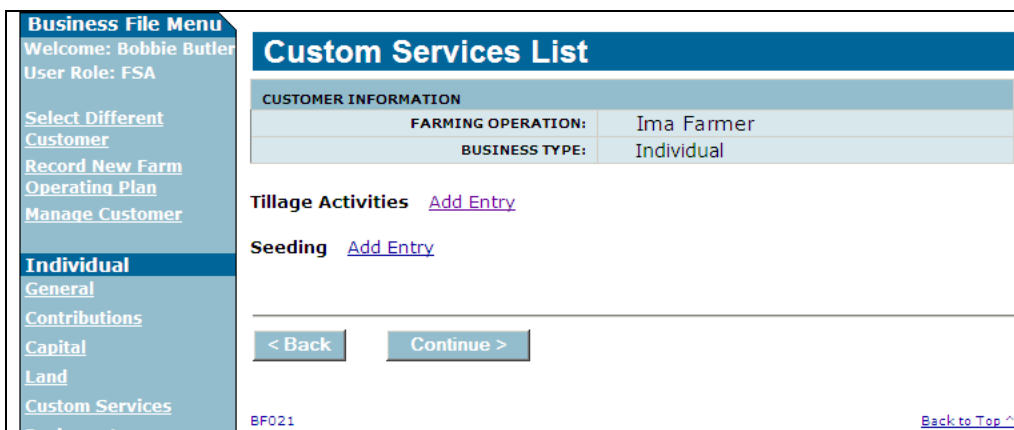 Business File Menu
Welcome: Bobbie Butler
User Role: FSA
Select Different
Customer
Record New Farm
Operating Plan
Manage Customer
Individual
General
Contributions
Capital
Land
Custom Services
Custom Services List
CUSTOMER INFORMATION
FARMING OPERATION: Ima Farmer
BUSINESS TYPE: Individual
Tillage Activities Add Entry
Seeding Add Entry
< Back Continue >
BF021 Back to Top ^